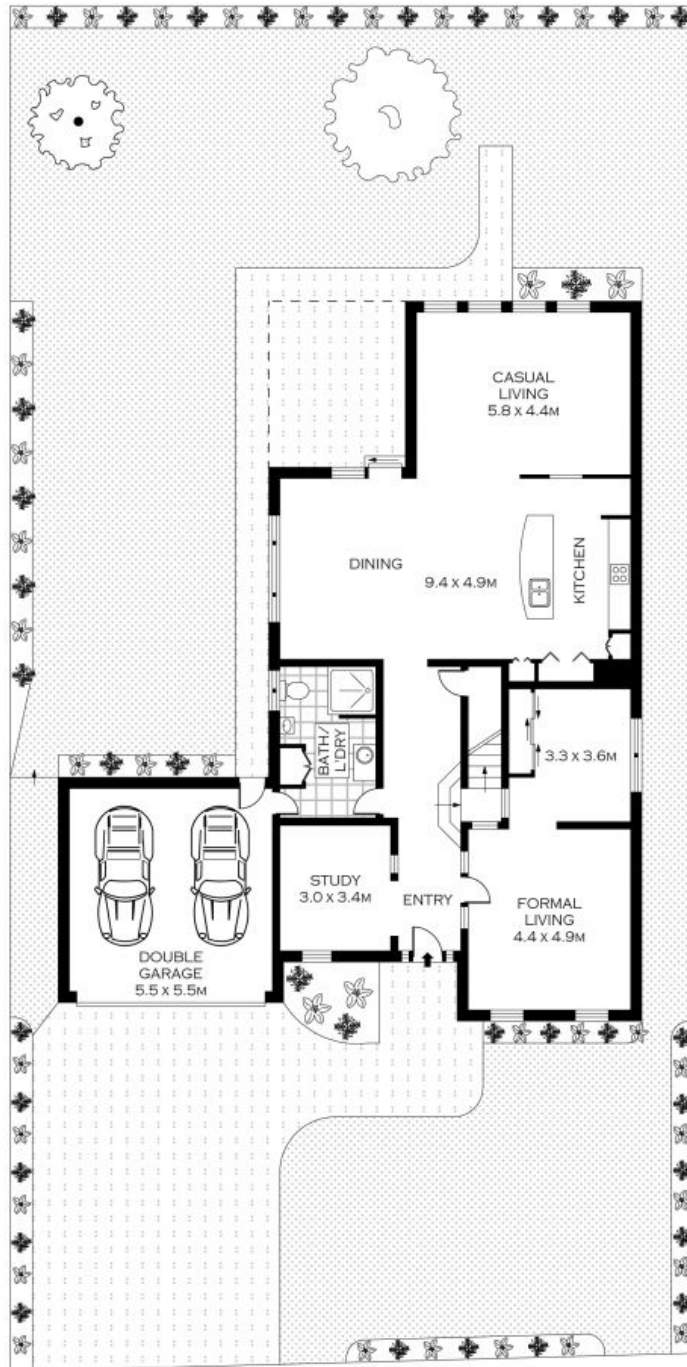 CASUAL
LIVING
5.8 x 4.4M
DINING
9.4 x 4.9M
KITCHEN
BATH/
L'DRY
3.3 x 3.6M
STUDY
3.0 x 3.4M
ENTRY
FORMAL
LIVING
4.4 x 4.9M
DOUBLE
GARAGE
5.5 x 5.5M